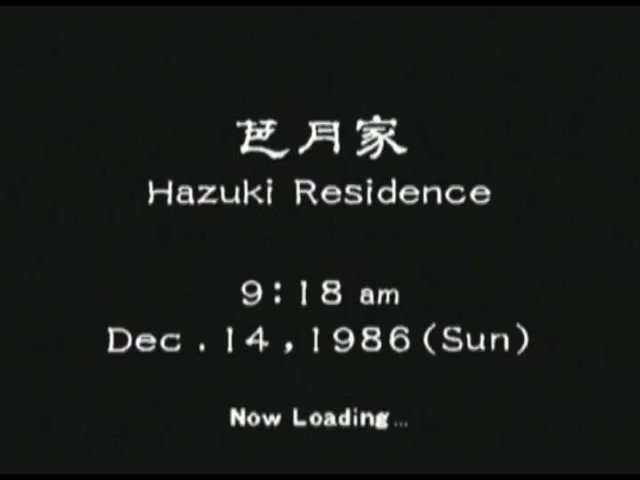 芭月家
Hazuki Residence
9:18 am
Dec.14,1986(Sun)
Now Loading...